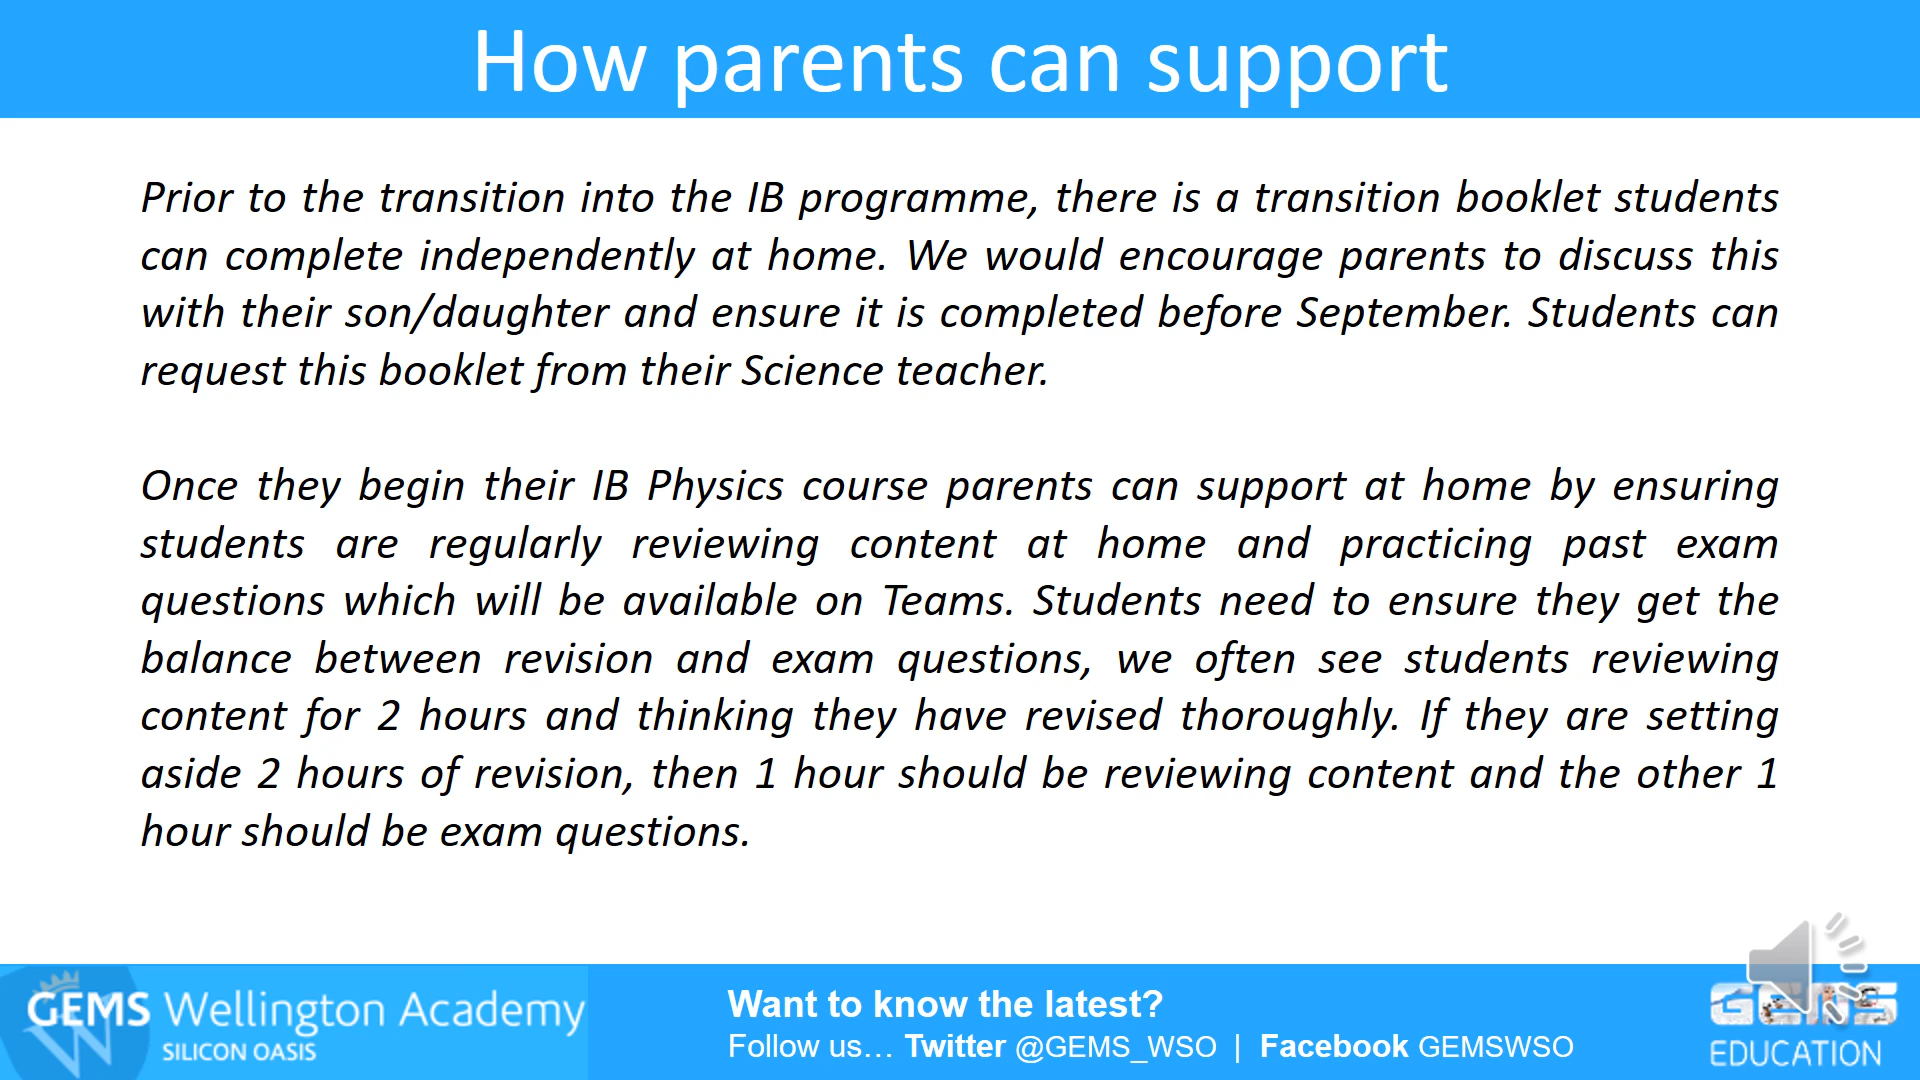 How parents can support
Prior to the transition into the IB programme, there is a transition booklet students
can complete independently at home. We would encourage parents to discuss this
with their son/daughter and ensure it is completed before September. Students can
request this booklet from their Science teacher.
Once they begin their IB Physics course parents can support at home by ensuring
students are regularly reviewing content at home and practicing past exam
questions which will be available on Teams. Students need to ensure they get the
balance between revision and exam questions, we often see students reviewing
content for 2 hours and thinking they have revised thoroughly. If they are setting
aside 2 hours of revision, then 1 hour should be reviewing content and the other 1
hour should be exam questions.
GEMS Wellington Academy
SILICON OASIS
Want to know the latest?
Follow us... Twitter @GEMS_WSO | Facebook GEMSWSO
GEMS
EDUCATION